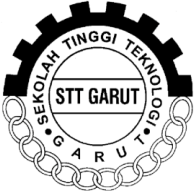 SEKOLAH TINGGI TEKNOLOGI
STT GARUT
• GARUT •